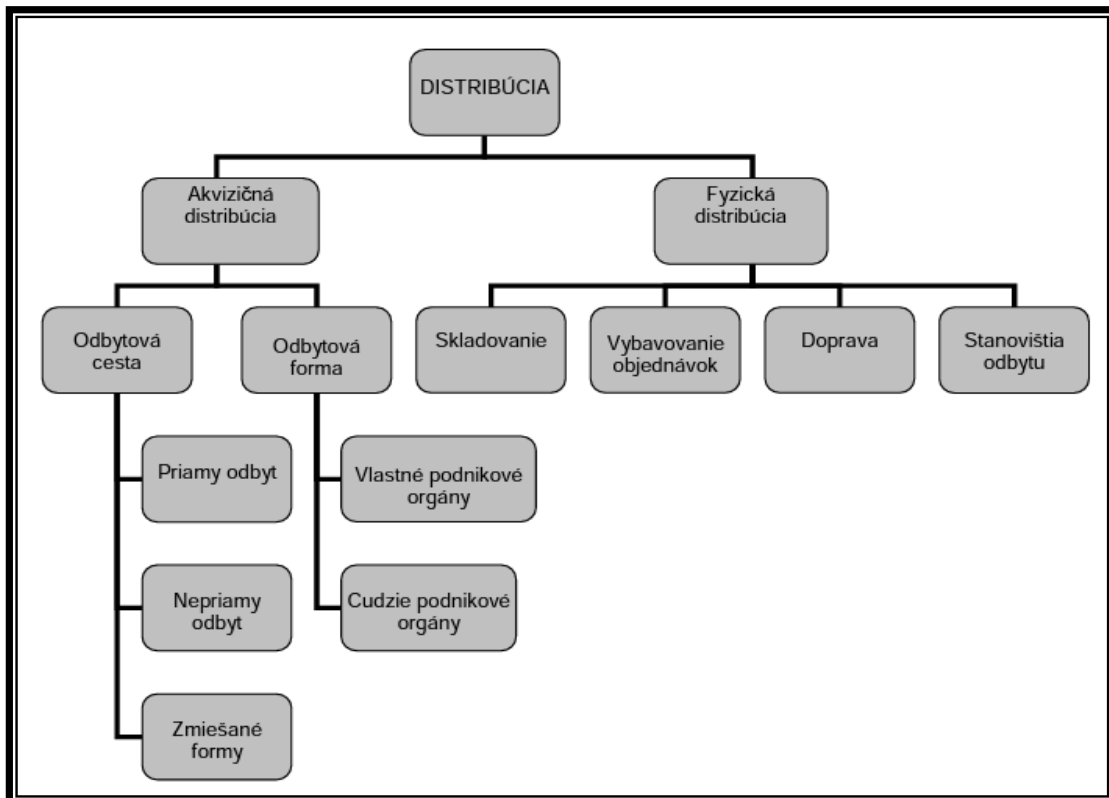 DISTRIBÚCIA
Akvizičná
distribúcia
Fyzická
distribúcia
Odbytová
cesta
Odbytová
forma
Skladovanie
Vybavovanie
objednávok
Doprava
Stanovištia
odbytu
Priamy odbyt
Vlastné podnikové
orgány
Nepriamy
odbyt
Cudzie podnikové
orgány
Zmiešané
formy